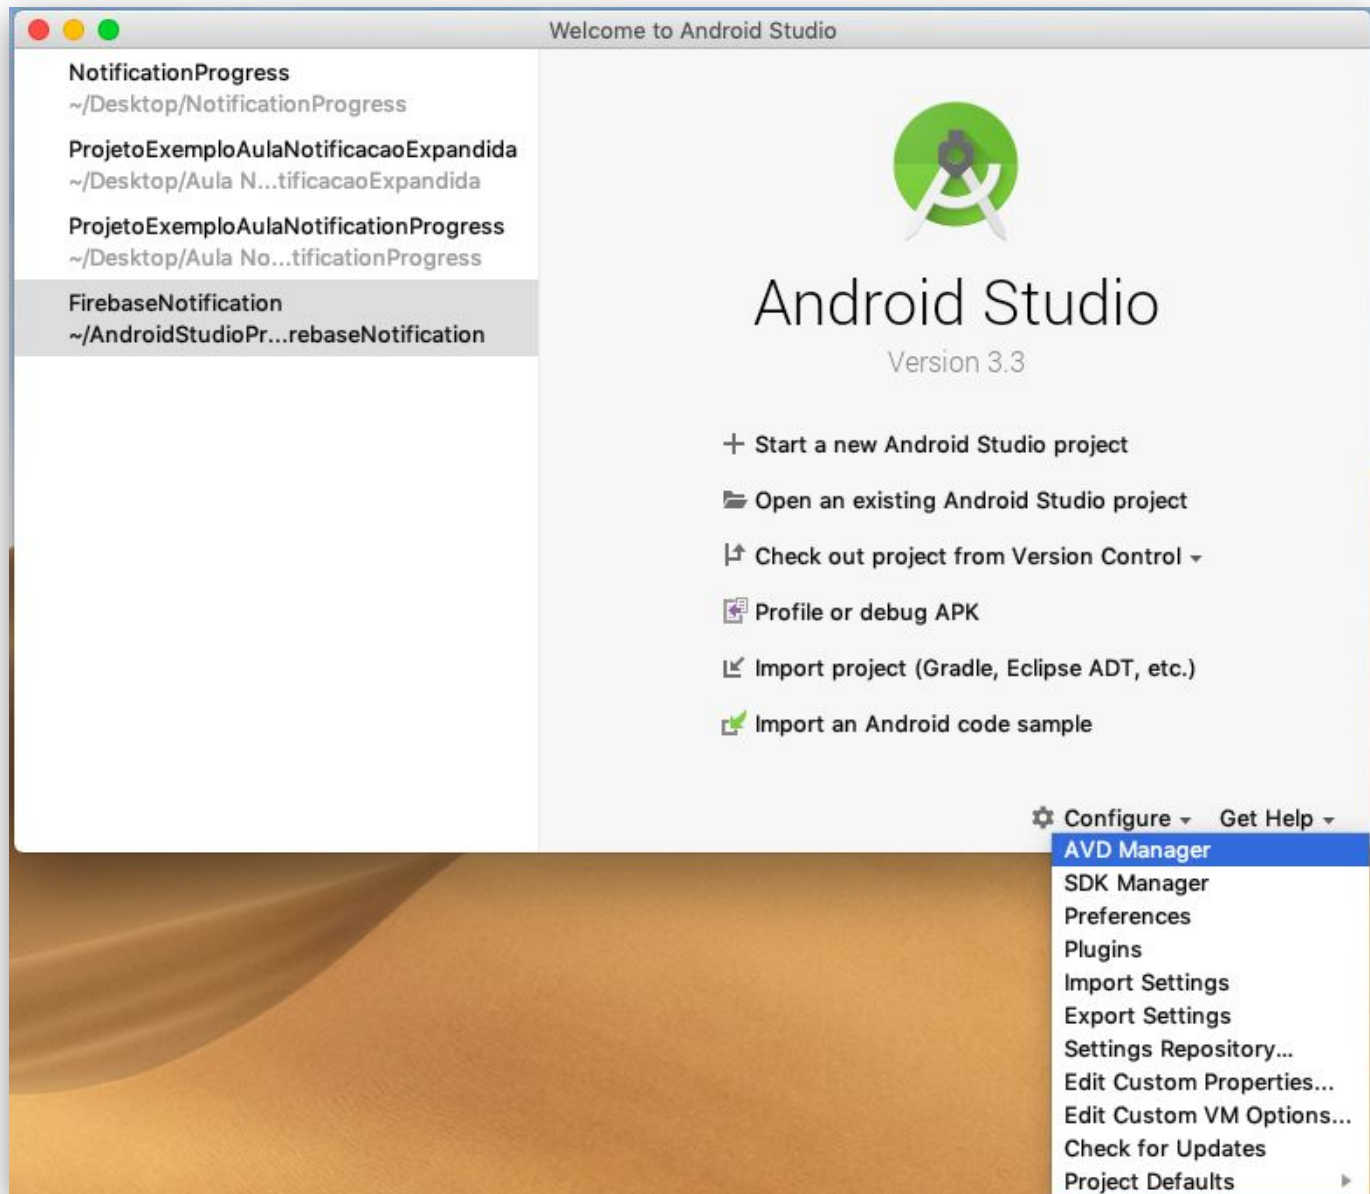 Welcome to Android Studio
NotificationProgress
~/Desktop/NotificationProgress
ProjetoExemploAulaNotificacaoExpandida
~/Desktop/Aula N...tificacaoExpandida
ProjetoExemploAulaNotificationProgress
~/Desktop/Aula No...tificationProgress
FirebaseNotification
~/AndroidStudioPr...rebaseNotification
Android Studio
Version 3.3
Start a new Android Studio project
Open an existing Android Studio project
Check out project from Version Control
Profile or debug APK
Import project (Gradle, Eclipse ADT, etc.)
Import an Android code sample
Configure Get Help
AVD Manager
SDK Manager
Preferences
Plugins
Import Settings
Export Settings
Settings Repository...
Edit Custom Properties...
Edit Custom VM Options...
Check for Updates
Project Defaults